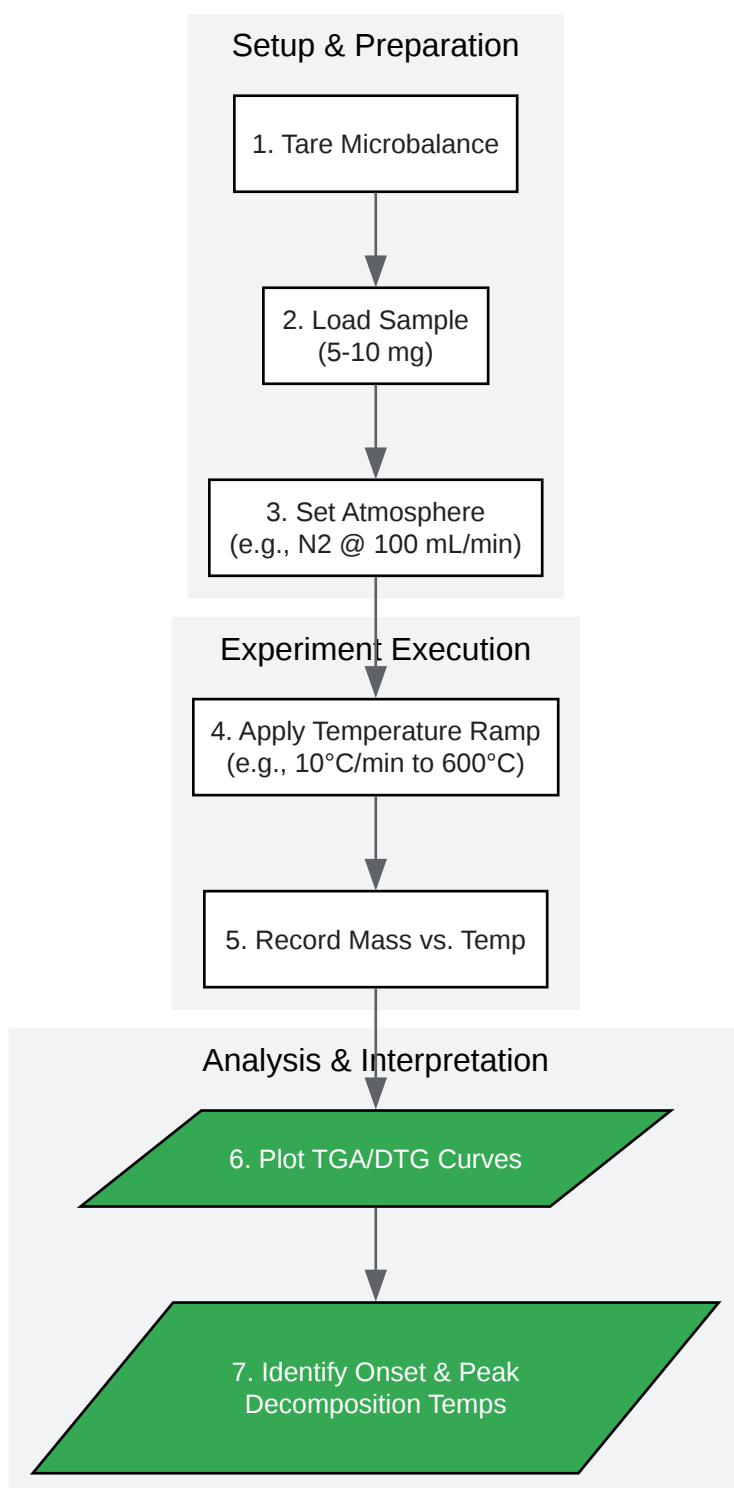 Setup & Preparation
1. Tare Microbalance
2. Load Sample
(5-10 mg)
3. Set Atmosphere
(e.g., N2 @ 100 mL/min)
Experiment Execution
4. Apply Temperature Ramp
(e.g., 10°C/min to 600°C)
5. Record Mass vs. Temp
Analysis & Interpretation
6. Plot TGA/DTG Curves
7. Identify Onset & Peak
Decomposition Temps